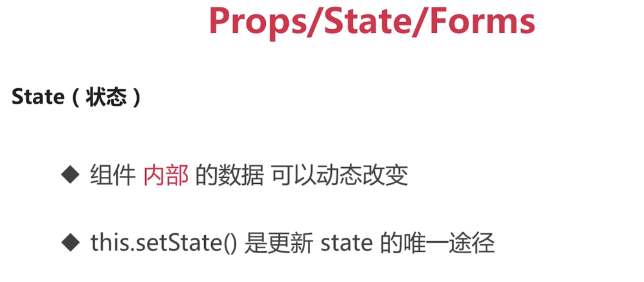 Props/State/Forms
State（状态）
◆ 组件 内部 的数据 可以动态改变
◆ this.setState() 是更新 state 的唯一途径